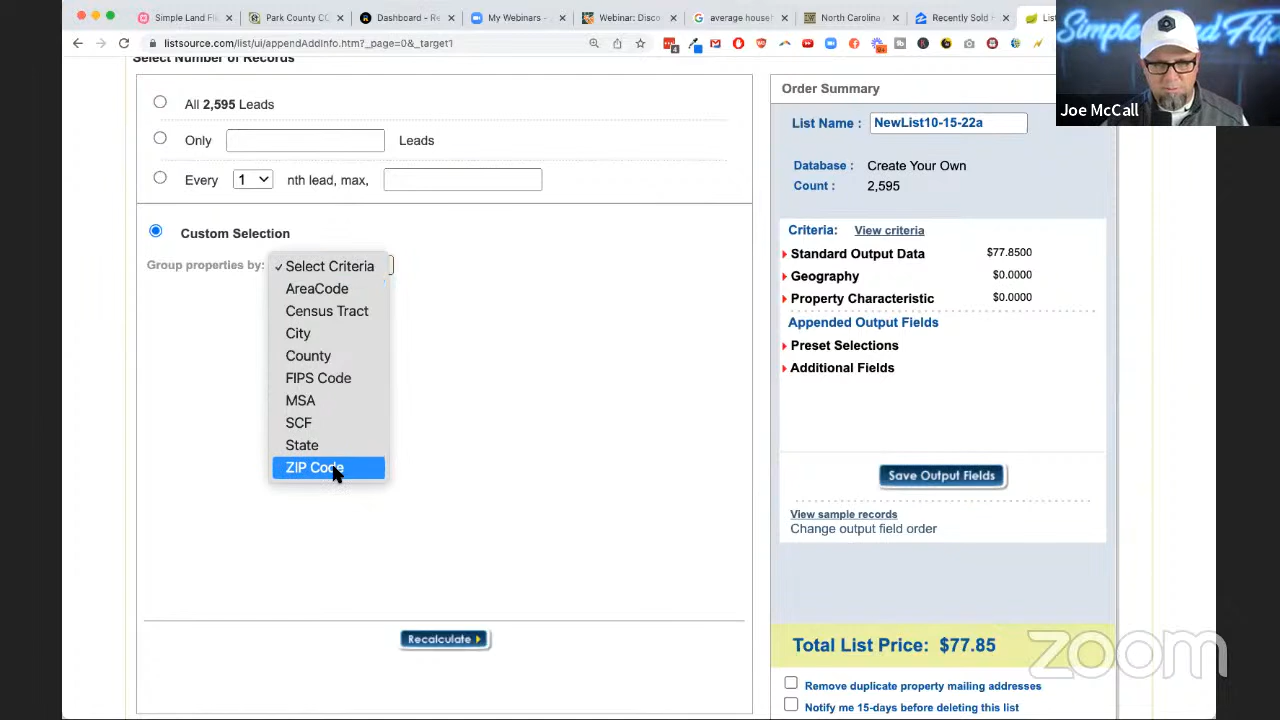 Simple Land Flip
Park County CO
Dashboard - Re
My Webinars -
Webinar: Disco
average househ
North Carolina
Recently Sold
Lis
listsource.com/list/ui/appendAddinfo.htm?_page=0&_target1
Select Number of Records
All 2,595 Leads
Only Leads
Every 1 nth lead, max,
Custom Selection
Group properties by:
✓ Select Criteria
AreaCode
Census Tract
City
County
FIPS Code
MSA
SCF
State
ZIP Code
Recalculate
Order Summary
List Name : NewList10-15-22a
Database : Create Your Own
Count : 2,595
Criteria: View criteria
Standard Output Data $77.8500
Geography $0.0000
Property Characteristic $0.0000
Appended Output Fields
Preset Selections
Additional Fields
Save Output Fields
View sample records
Change output field order
Total List Price: $77.85
Remove duplicate property mailing addresses
Notify me 15-days before deleting this list
Joe McCall
zoom